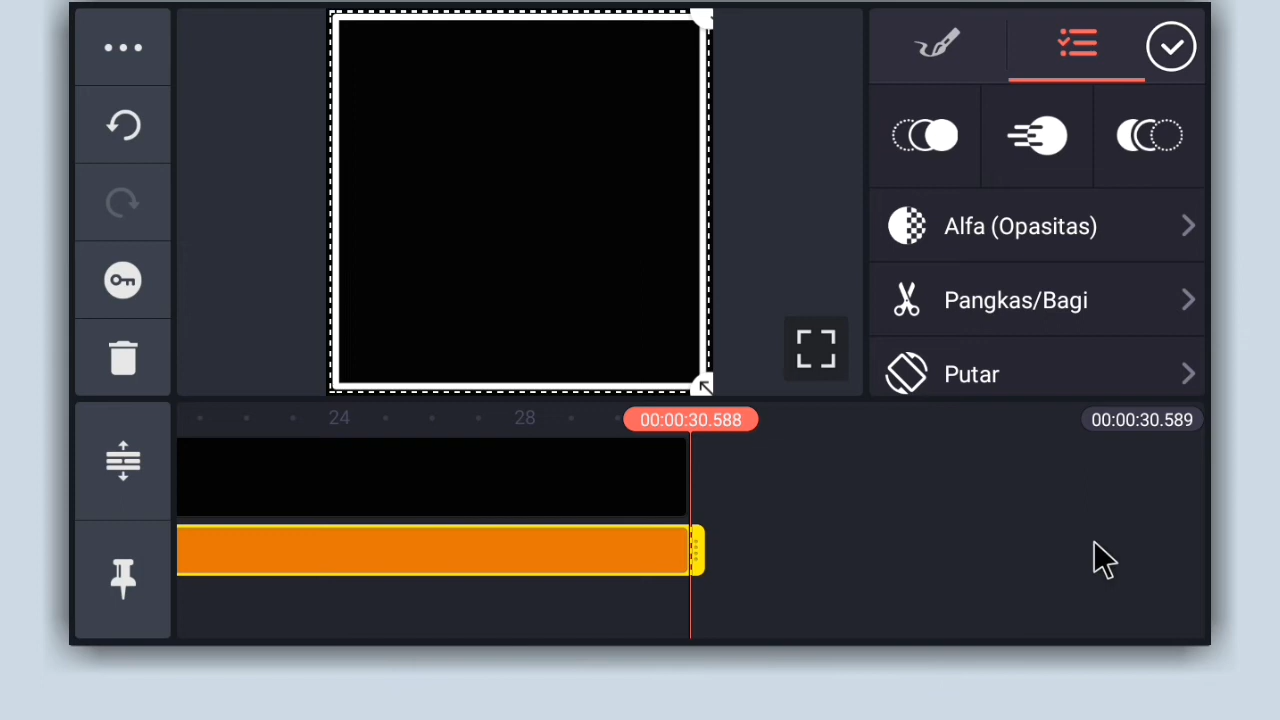 Alfa (Opasitas)
Pangkas/Bagi
Putar
24
28
00:00:30.588
00:00:30.589